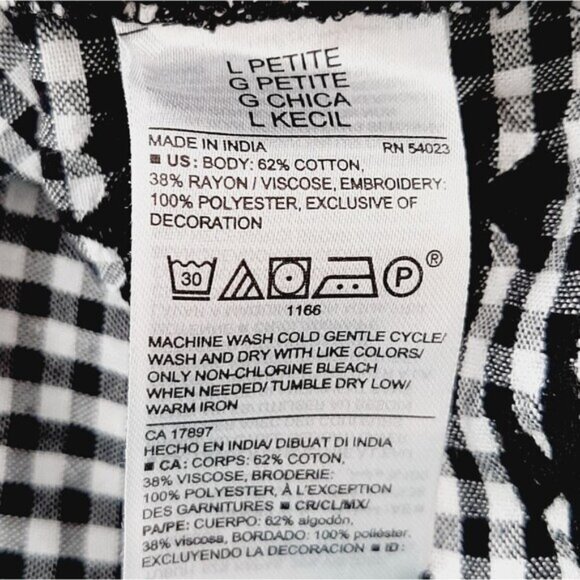 L PETITE
G PETITE
G CHICA
L KECIL
MADE IN INDIA RN 54023
■ US: BODY: 62% COTTON,
38% RAYON / VISCOSE, EMBROIDERY:
100% POLYESTER, EXCLUSIVE OF
DECORATION
30 P ®
1166
MACHINE WASH COLD GENTLE CYCLE/
WASH AND DRY WITH LIKE COLORS/
ONLY NON-CHLORINE BLEACH
WHEN NEEDED/ TUMBLE DRY LOW/
WARM IRON
CA 17897
HECHO EN INDIA/ DIBUAT DI INDIA
■ CA: CORPS: 62% COTON,
38% VISCOSE, BRODERIE:
100% POLYESTER, À L'EXCEPTION
DES GARNITURES ■ CR/CL/MX/
PA/PE: CUERPO: 62% algodón,
38% viscosa, BORDADO: 100% poliéster.
EXCLUYENDO LA DECORACION ■ ID: